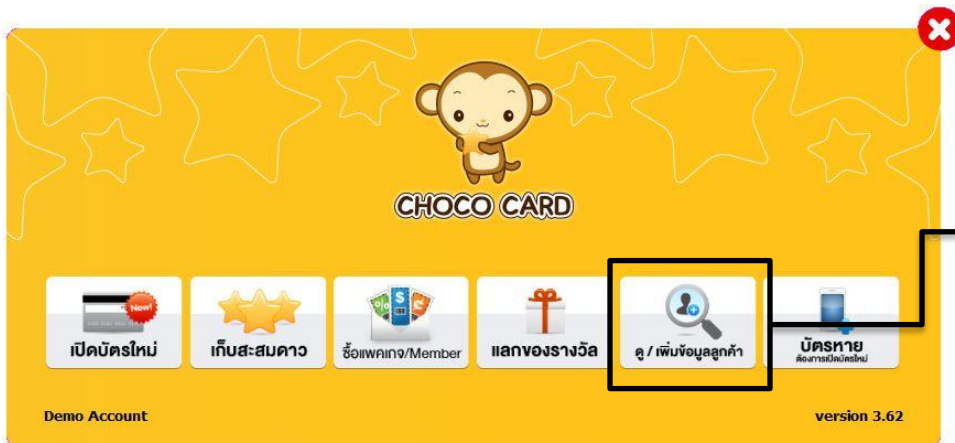 CHOCO CARD
New!
เปิดบัตรใหม่
เก็บสะสมดาว
ซื้อแพคเกจ/Member
แลกของรางวัล
ดู / เพิ่มข้อมูลลูกค้า
บัตรหาย
ต้องการเปิดบัตรใหม่
Demo Account
version 3.62